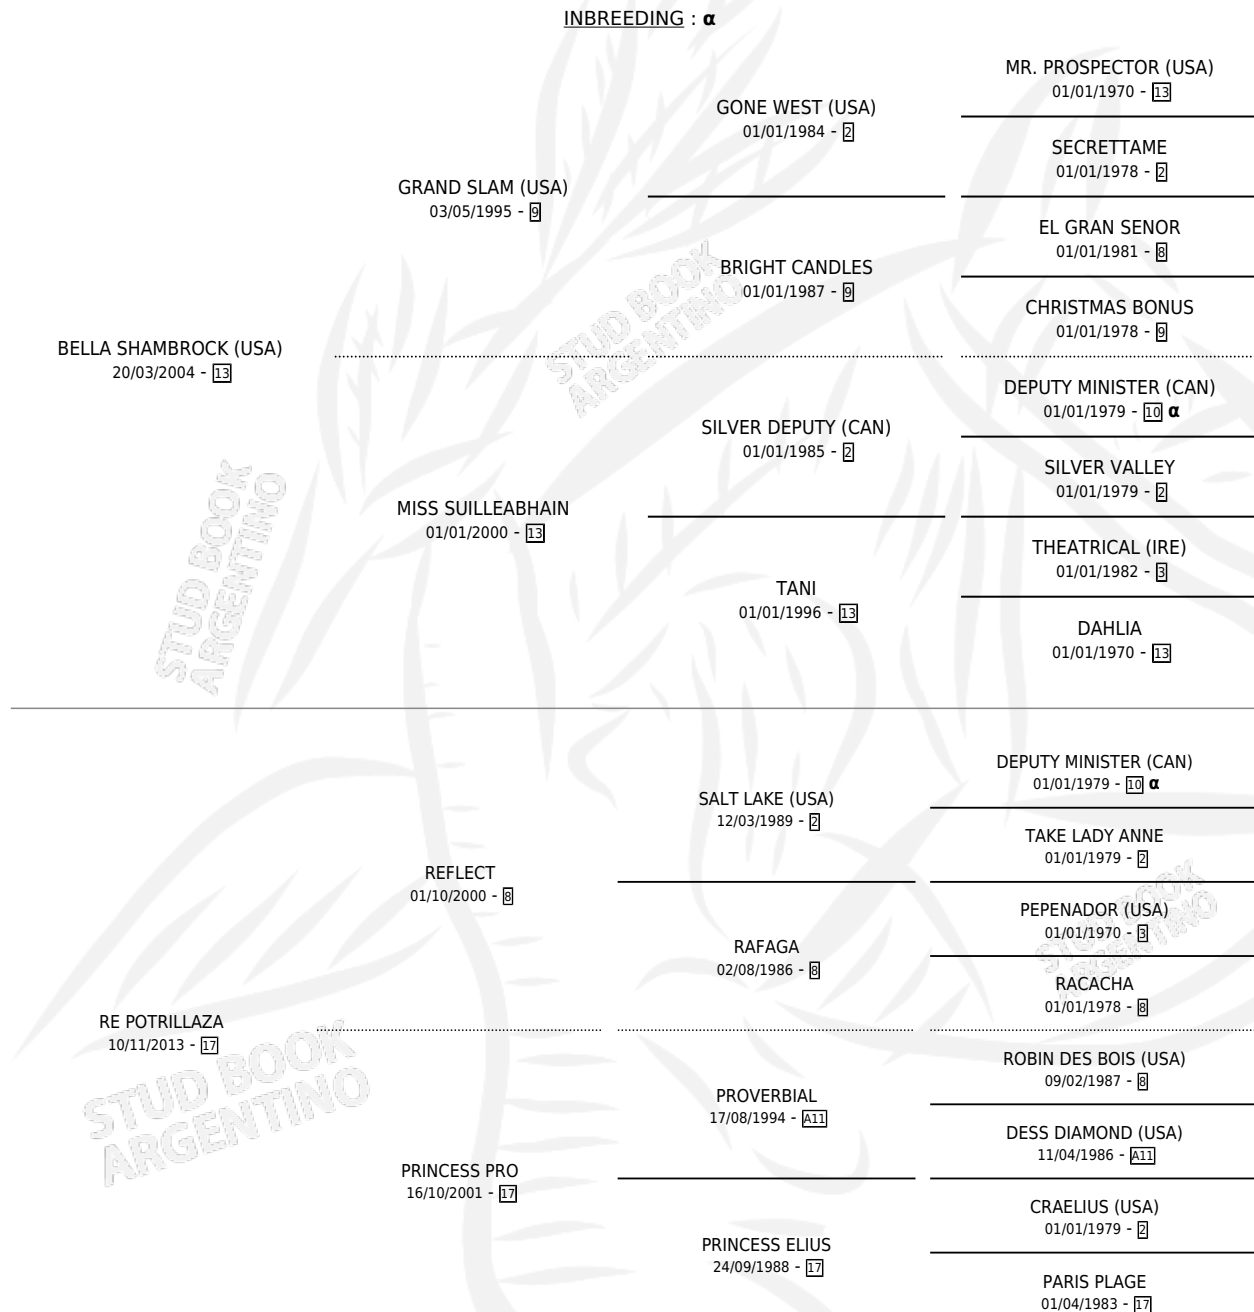 INBREEDING : α
MR. PROSPECTOR (USA)
01/01/1970 - 13
GONE WEST (USA)
01/01/1984 - 2
SECRETTAME
01/01/1978 - 2
GRAND SLAM (USA)
03/05/1995 - 9
EL GRAN SENOR
01/01/1981 - 8
BRIGHT CANDLES
01/01/1987 - 9
CHRISTMAS BONUS
01/01/1978 - 9
BELLA SHAMBROCK (USA)
20/03/2004 - 13
DEPUTY MINISTER (CAN)
01/01/1979 - 10 α
SILVER DEPUTY (CAN)
01/01/1985 - 2
SILVER VALLEY
01/01/1979 - 2
MISS SUILLEABHAIN
01/01/2000 - 13
THEATRICAL (IRE)
01/01/1982 - 3
TANI
01/01/1996 - 13
DAHLIA
01/01/1970 - 13
DEPUTY MINISTER (CAN)
01/01/1979 - 10 α
SALT LAKE (USA)
12/03/1989 - 2
TAKE LADY ANNE
01/01/1979 - 2
REFLECT
01/10/2000 - 8
PEPENADOR (USA)
01/01/1970 - 3
RAFAGA
02/08/1986 - 8
RACACHA
01/01/1978 - 8
RE POTRILLAZA
10/11/2013 - 17
ROBIN DES BOIS (USA)
09/02/1987 - 8
PROVERBIAL
17/08/1994 - A11
DESS DIAMOND (USA)
11/04/1986 - A11
PRINCESS PRO
16/10/2001 - 17
CRAELIUS (USA)
01/01/1979 - 2
PRINCESS ELIUS
24/09/1988 - 17
PARIS PLAGE
01/04/1983 - 17
STUD BOOK
ARGENTINO
STUD BOOK
ARGENTINO
STUD BOOK
ARGENTINO
STUD BOOK
ARGENTINO